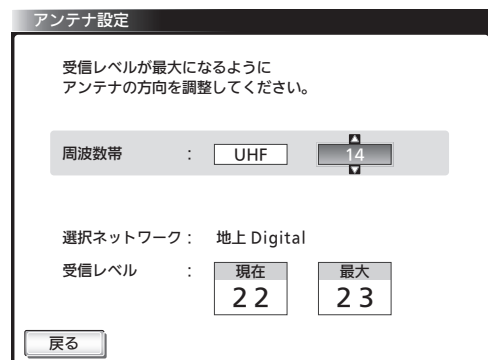 アンテナ設定
受信レベルが最大になるように
アンテナの方向を調整してください。
周波数帯 : UHF 14
選択ネットワーク : 地上 Digital
受信レベル : 現在 最大
22 23
戻る